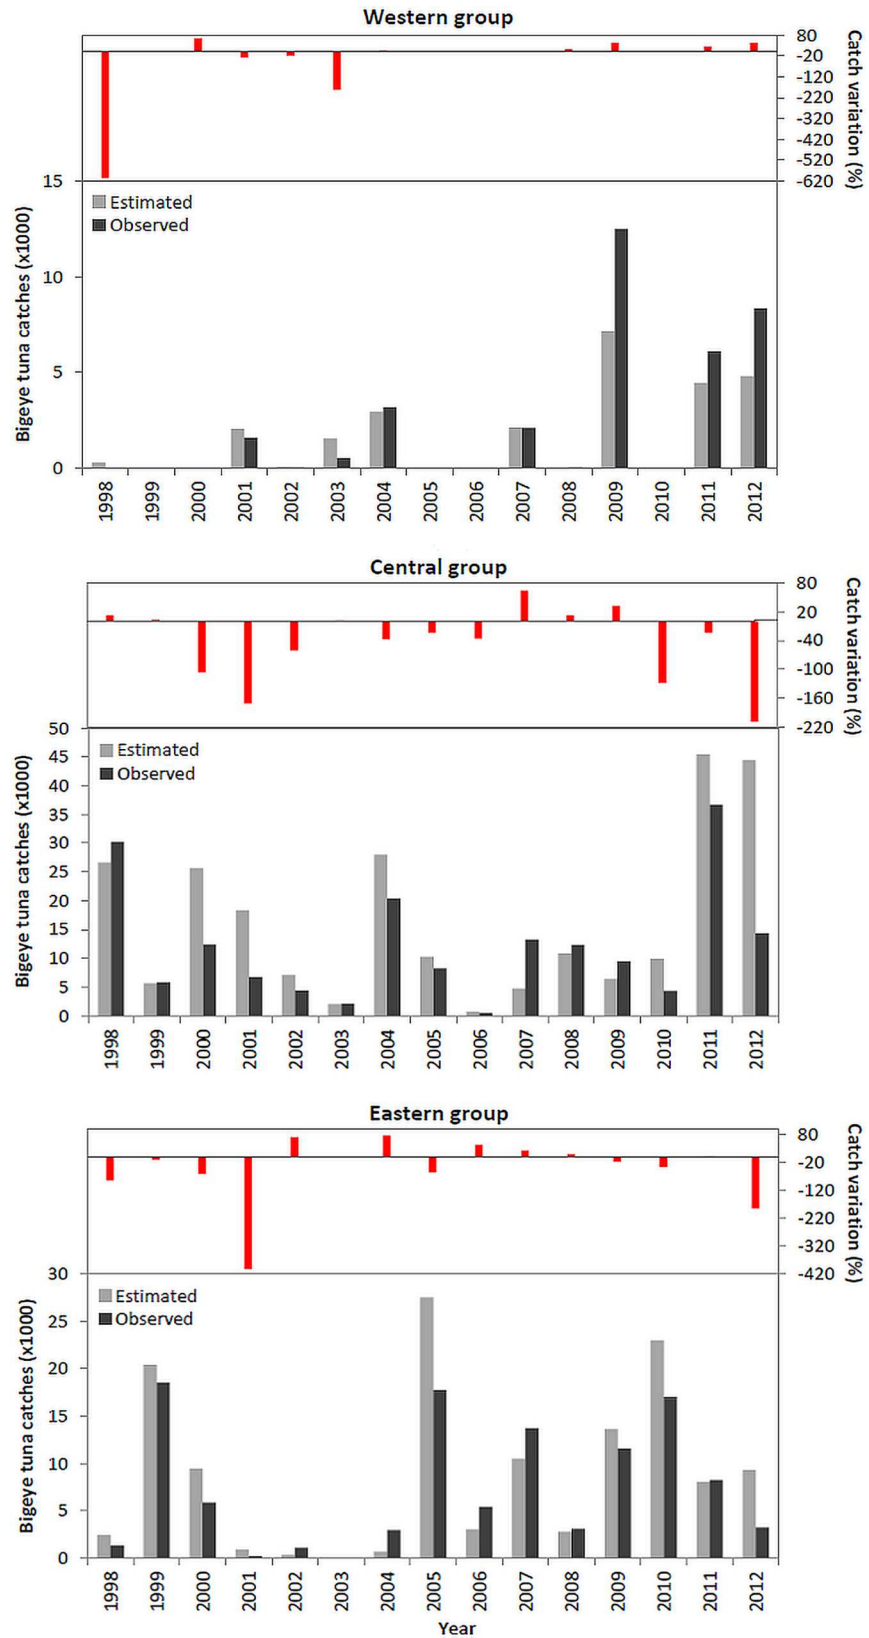 Western group
80
-20
-120
-220
-320
-420
-520
-620
Catch variation (%)
15
10
5
0
Bigeye tuna catches (x1000)
Estimated
Observed
1998 1999 2000 2001 2002 2003 2004 2005 2006 2007 2008 2009 2010 2011 2012
Central group
80
20
-40
-100
-160
-220
Catch variation (%)
50
45
40
35
30
25
20
15
10
5
0
Bigeye tuna catches (x1000)
Estimated
Observed
1998 1999 2000 2001 2002 2003 2004 2005 2006 2007 2008 2009 2010 2011 2012
Eastern group
80
-20
-120
-220
-320
-420
Catch variation (%)
30
25
20
15
10
5
0
Bigeye tuna catches (x1000)
Estimated
Observed
1998 1999 2000 2001 2002 2003 2004 2005 2006 2007 2008 2009 2010 2011 2012
Year